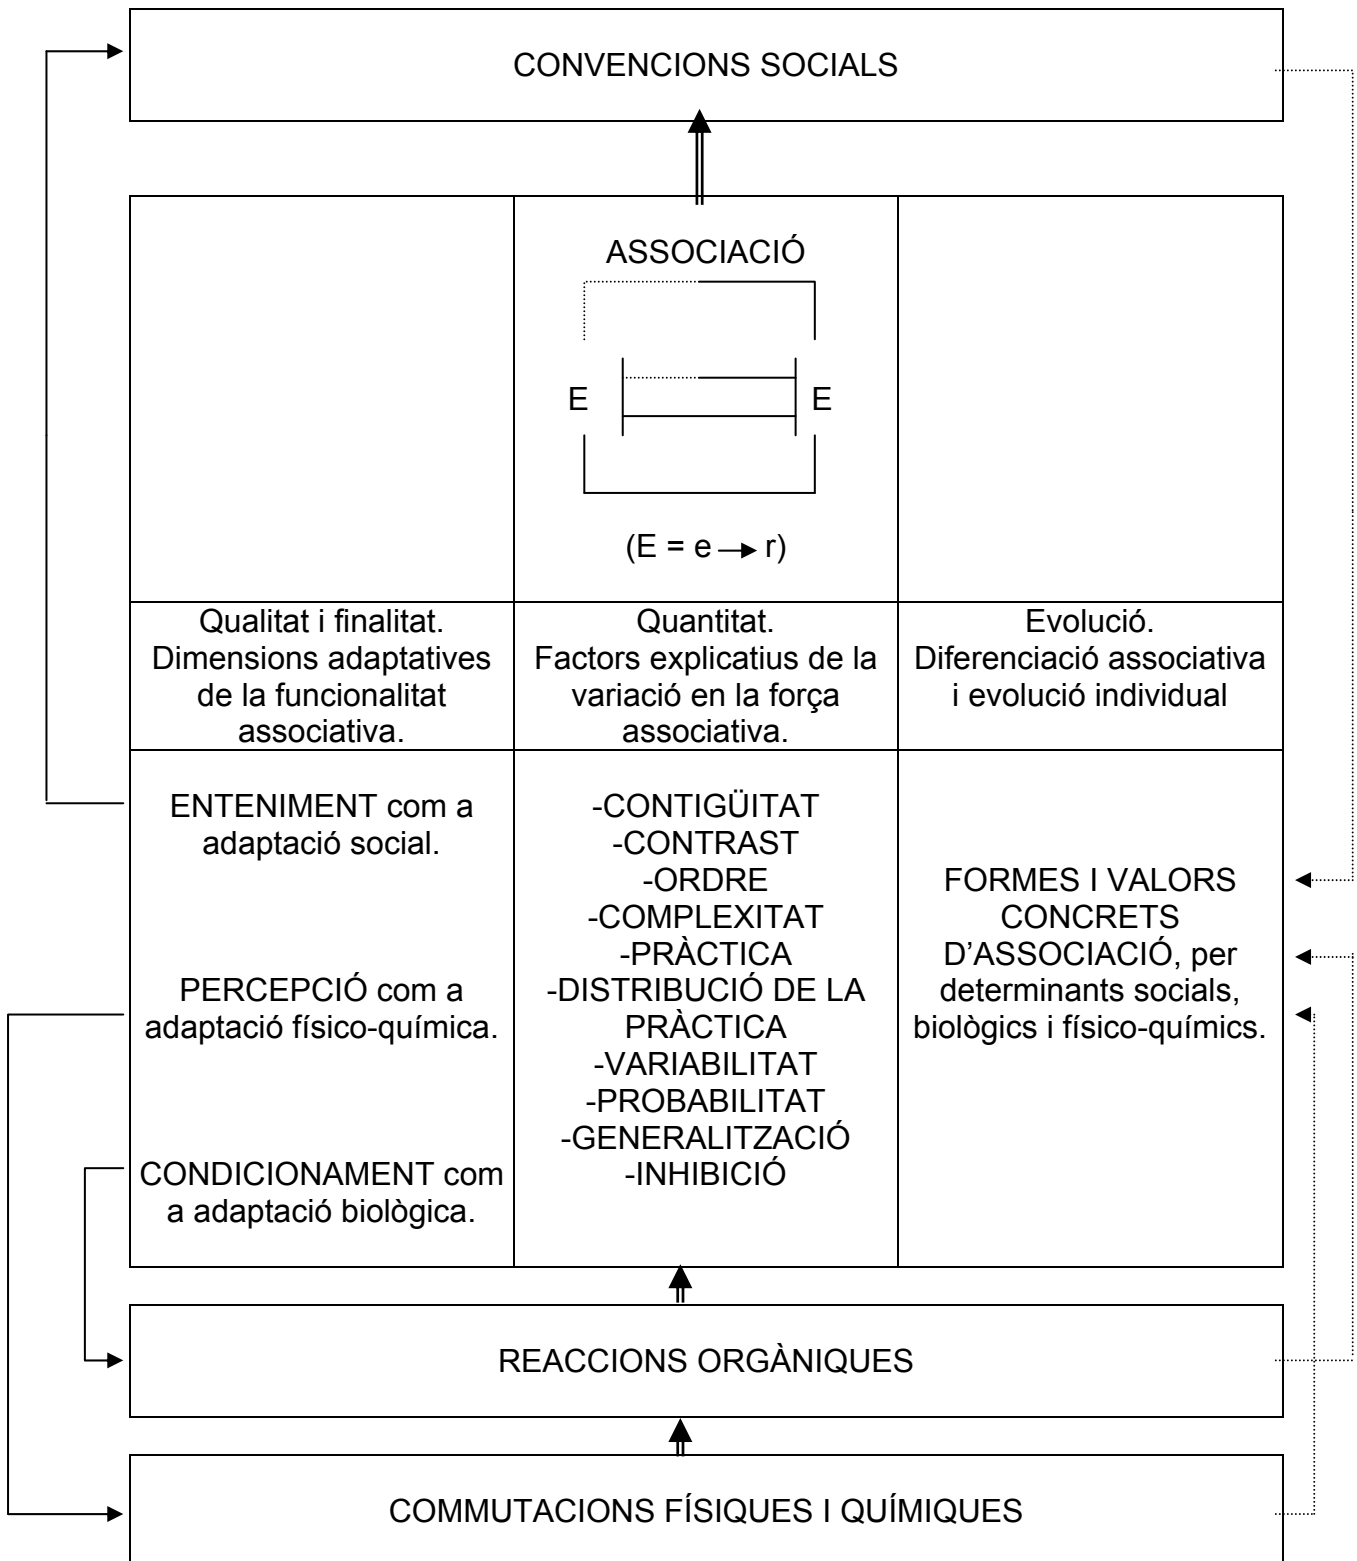 CONVENCIONS SOCIALS
ASSOCIACIÓ
E E
(E = e → r)
Qualitat i finalitat.
Dimensions adaptatives
de la funcionalitat
associativa.
Quantitat.
Factors explicatius de la
variació en la força
associativa.
Evolució.
Diferenciació associativa
i evolució individual
ENTENIMENT com a
adaptació social.
PERCEPCIÓ com a
adaptació físico-química.
CONDICIONAMENT com
a adaptació biològica.
-CONTIGÜITAT
-CONTRAST
-ORDRE
-COMPLEXITAT
-PRÀCTICA
-DISTRIBUCIÓ DE LA
PRÀCTICA
-VARIABILITAT
-PROBABILITAT
-GENERALITZACIÓ
-INHIBICIÓ
FORMES I VALORS
CONCRETS
D’ASSOCIACIÓ, per
determinants socials,
biològics i físico-químics.
REACCIONS ORGÀNIQUES
COMMUTACIONS FÍSIQUES I QUÍMIQUES